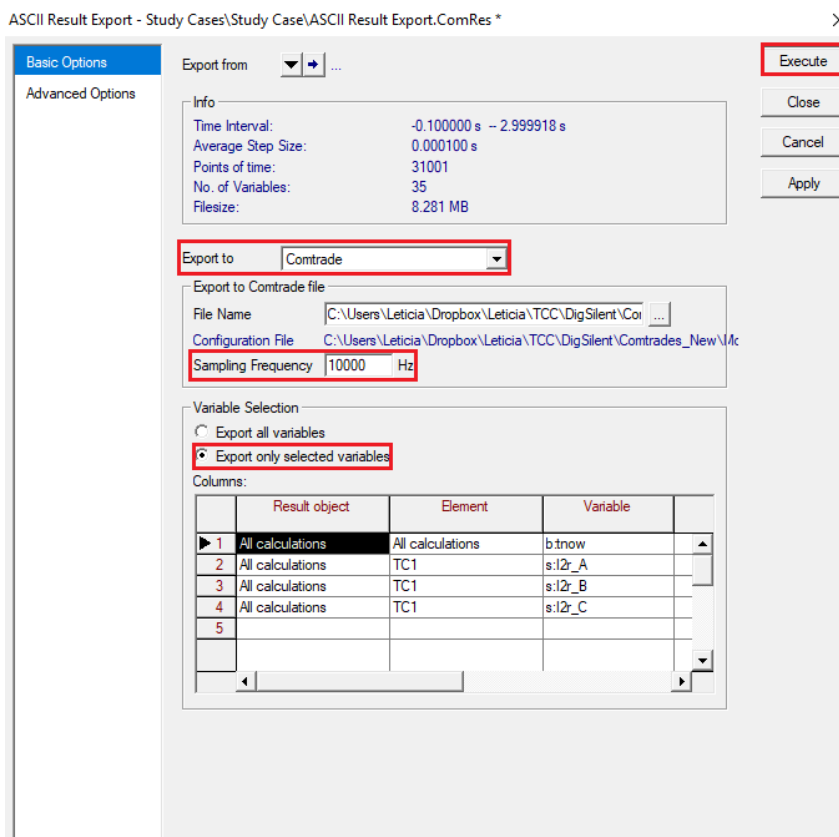 ASCII Result Export - Study Cases\Study Case\ASCII Result Export.ComRes *
Basic Options
Advanced Options
Export from ...
Execute
Close
Cancel
Apply
Info
Time Interval: -0.100000 s -- 2.999918 s
Average Step Size: 0.000100 s
Points of time: 31001
No. of Variables: 35
Filesize: 8.281 MB
Export to Comtrade
Export to Comtrade file
File Name C:\Users\Leticia\Dropbox\Leticia\TCC\DigSilent\Co ...
Configuration File C:\Users\Leticia\Dropbox\Leticia\TCC\DigSilent\Comtrades_New\Mc
Sampling Frequency 10000 Hz
Variable Selection
Export all variables
Export only selected variables
Columns:
Result object Element Variable
1 All calculations All calculations b:tnow
2 All calculations TC1 s:I2r_A
3 All calculations TC1 s:I2r_B
4 All calculations TC1 s:I2r_C
5